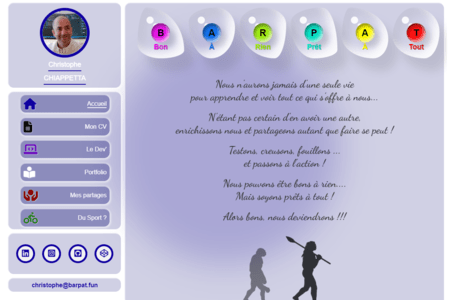 Christophe
CHIAPPETTA
Accueil
Mon CV
Le Dev'
Portfolio
Mes partages
Du Sport ?
christophe@barpat.fun
B A R P A T
Bon À Rien Prêt À Tout
Nous n'aurons jamais d'une seule vie
pour apprendre et voir tout ce qui s'offre à nous...
N'étant pas certain d'en avoir une autre,
enrichissons nous et partageons autant que faire se peut !
Testons, creusons, fouillons ...
et passons à l'action !
Nous pouvons être bons à rien....
Mais soyons prêts à tout !
Alors bons, nous deviendrons !!!